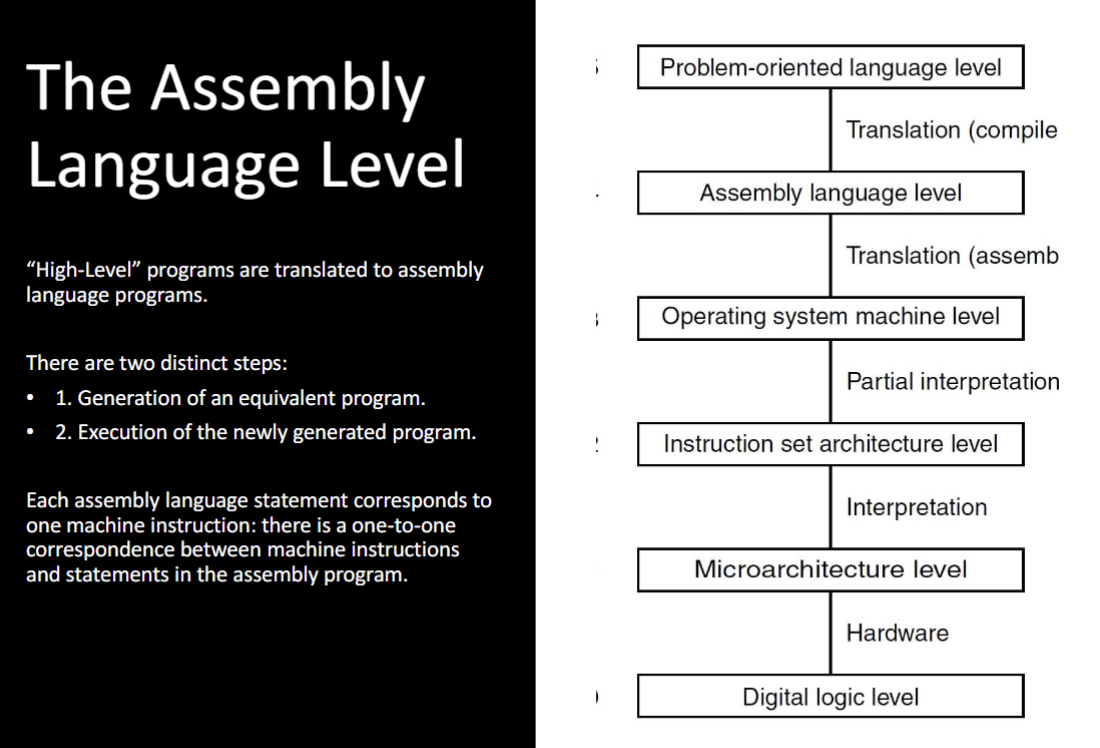 The Assembly
Language Level
“High-Level” programs are translated to assembly
language programs.
There are two distinct steps:
• 1. Generation of an equivalent program.
• 2. Execution of the newly generated program.
Each assembly language statement corresponds to
one machine instruction: there is a one-to-one
correspondence between machine instructions
and statements in the assembly program.
Problem-oriented language level
Translation (compile
Assembly language level
Translation (assemb
Operating system machine level
Partial interpretation
Instruction set architecture level
Interpretation
Microarchitecture level
Hardware
Digital logic level